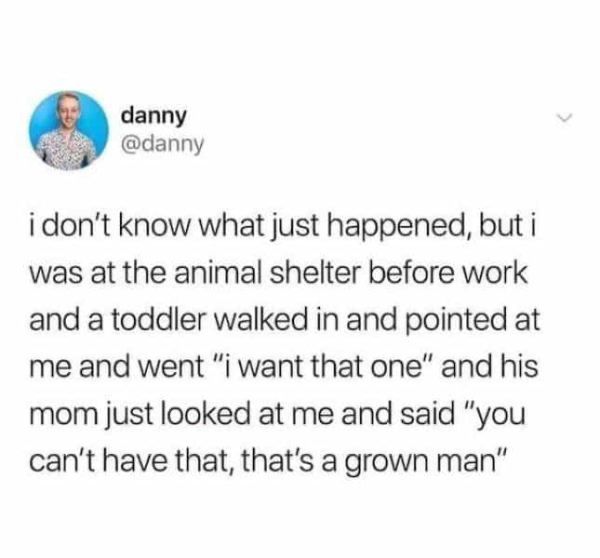 danny
@danny
i don't know what just happened, but i
was at the animal shelter before work
and a toddler walked in and pointed at
me and went "i want that one" and his
mom just looked at me and said "you
can't have that, that's a grown man"